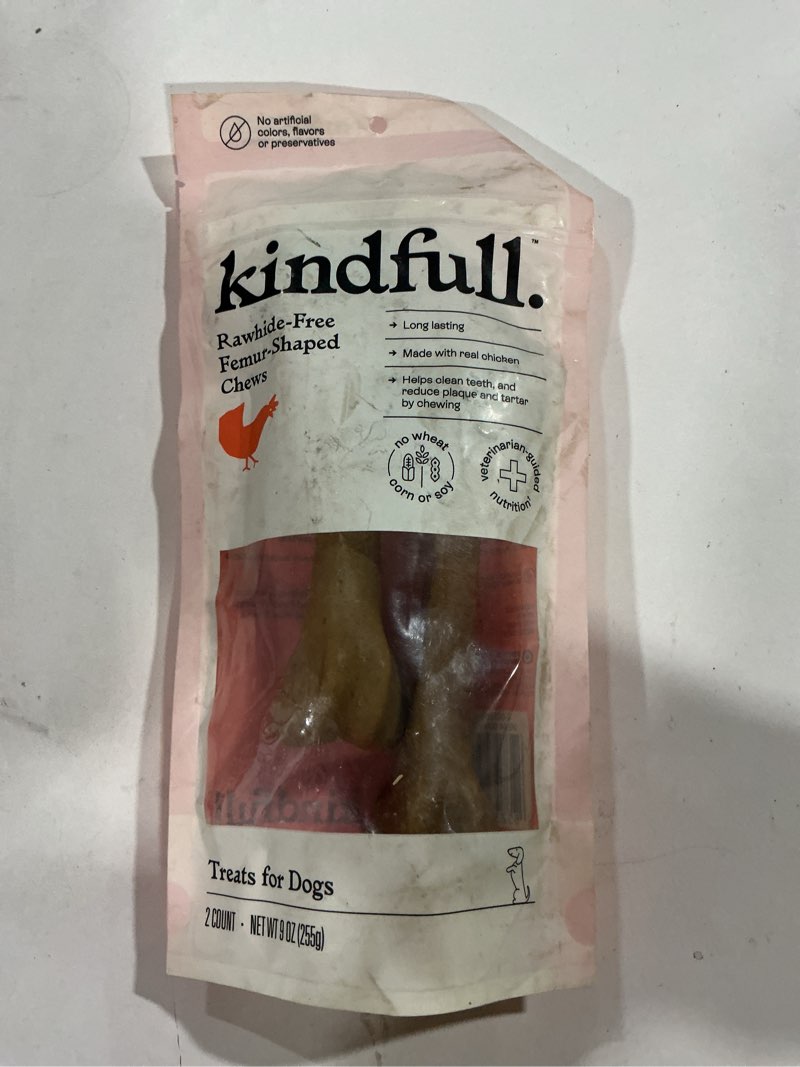 No artificial
colors, flavors
or preservatives
kindfull.™
Rawhide-Free
Femur-Shaped
Chews
→ Long lasting
→ Made with real chicken
→ Helps clean teeth, and
reduce plaque and tartar
by chewing
no wheat
corn or soy
veterinarian-guided
nutrition
kindfull
Treats for Dogs
2 COUNT · NET WT 9 OZ (255g)